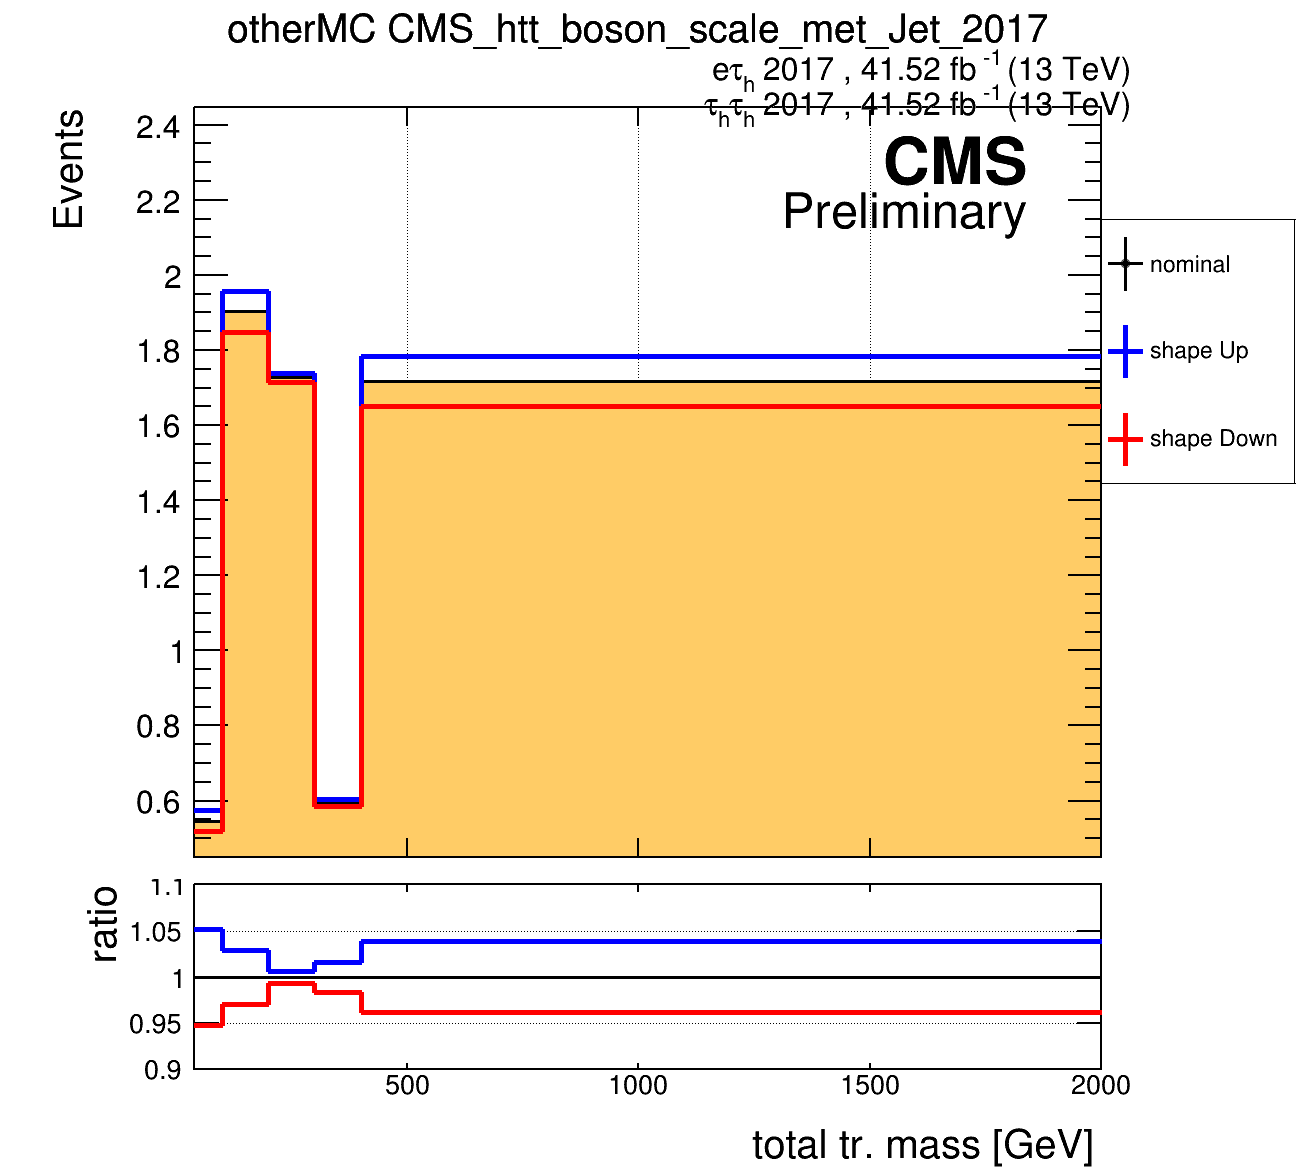 otherMC CMS_htt_boson_scale_met_Jet_2017
eτh 2017 , 41.52 fb-1 (13 TeV)
τhτh 2017 , 41.52 fb-1 (13 TeV)
CMS
Preliminary
Events
2.4
2.2
2
1.8
1.6
1.4
1.2
1
0.8
0.6
nominal
shape Up
shape Down
ratio
1.1
1.05
1
0.95
0.9
500 1000 1500 2000
total tr. mass [GeV]